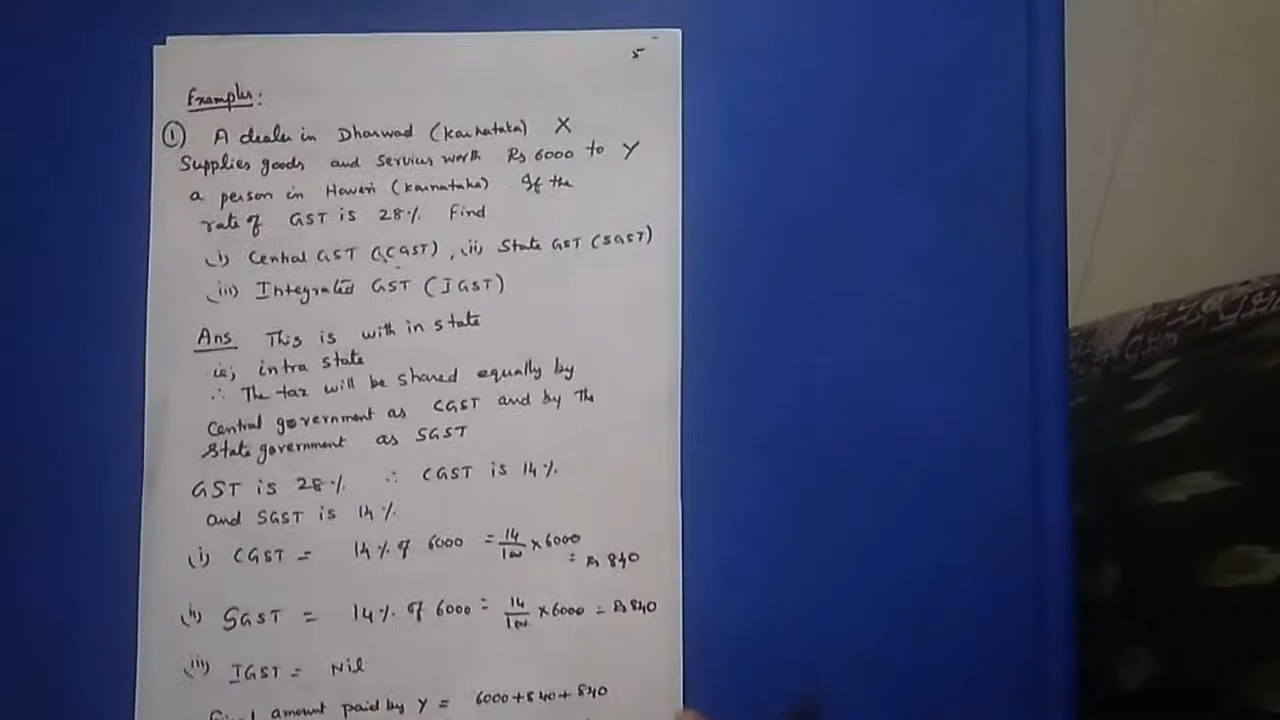 5
Examples:
① A dealer in Dharwad (Karnataka) X
Supplies goods and services worth Rs 6000 to Y
a person in Haveri (Karnataka) If the
rate of GST is 28% Find
(i) Central GST (CGST), (ii) State GST (SGST)
(iii) Integrated GST (IGST)
Ans This is with in state
ie; intra state
∴ The tax will be shared equally by
Central government as CGST and by the
State government as SGST
GST is 28% ∴ CGST is 14%
and SGST is 14%
(i) CGST = 14% of 6000 = 14/100 × 6000
= Rs 840
(ii) SGST = 14% of 6000 = 14/100 × 6000 = Rs 840
(iii) IGST = Nil
Final amount paid by Y = 6000+840+840